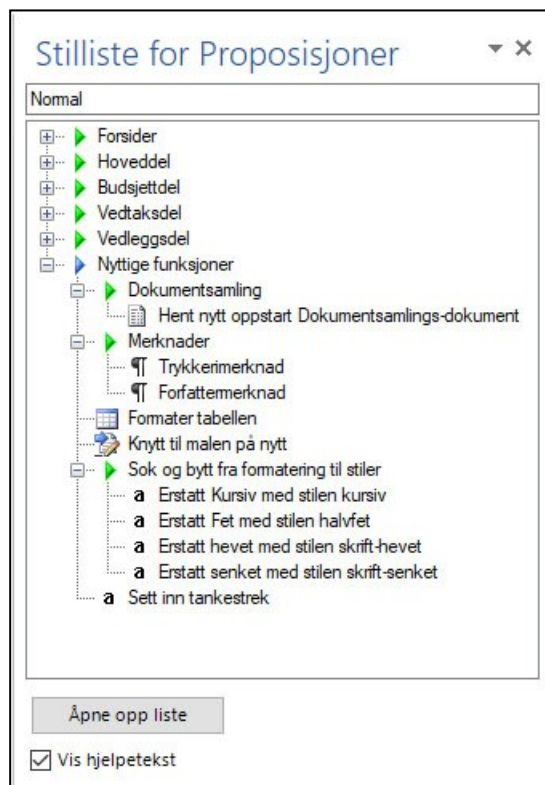 Stilliste for Proposisjoner
Normal
Forsider
Hoveddel
Budsjettdel
Vedtaksdel
Vedleggsdel
Nyttige funksjoner
Dokumentsamling
Hent nytt oppstart Dokumentsamlings-dokument
Merknader
¶ Trykkerimerknad
¶ Forfattermerknad
Formater tabellen
Knytt til malen på nytt
Sok og bytt fra formatering til stiler
a Erstatt Kursiv med stilen kursiv
a Erstatt Fet med stilen halvfet
a Erstatt hevet med stilen skrift-hevet
a Erstatt senket med stilen skrift-senket
a Sett inn tankestrek
Åpne opp liste
Vis hjelpetekst